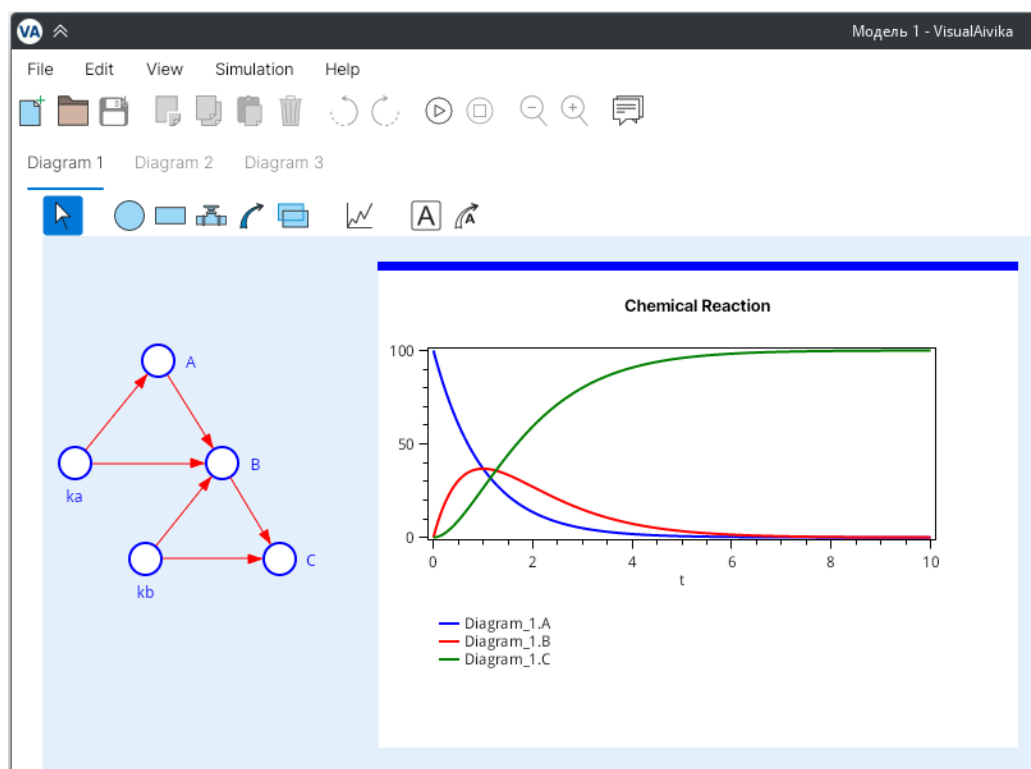 VA Модель 1 - VisualAivika
File Edit View Simulation Help
Diagram 1 Diagram 2 Diagram 3
A A
Chemical Reaction
A
B
ka
C
kb
100
50
0
0 2 4 6 8 10
t
Diagram_1.A
Diagram_1.B
Diagram_1.C